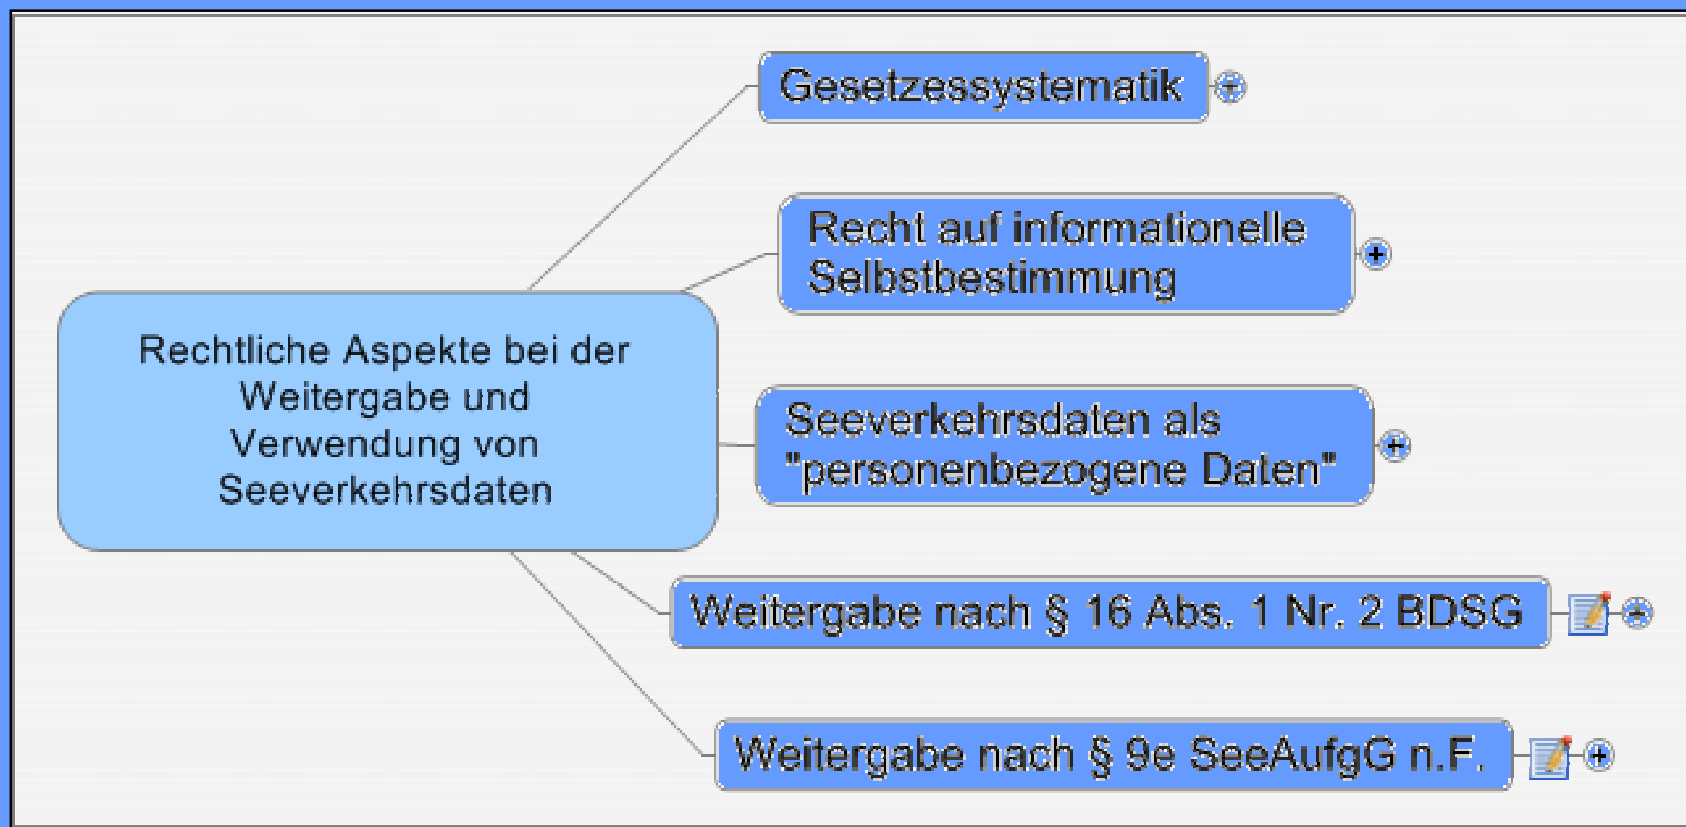 Gesetzessystematik
Recht auf informationelle
Selbstbestimmung
Rechtliche Aspekte bei der
Weitergabe und
Verwendung von
Seeverkehrsdaten
Seeverkehrsdaten als
"personenbezogene Daten"
Weitergabe nach § 16 Abs. 1 Nr. 2 BDSG
Weitergabe nach § 9e SeeAufgG n.F.